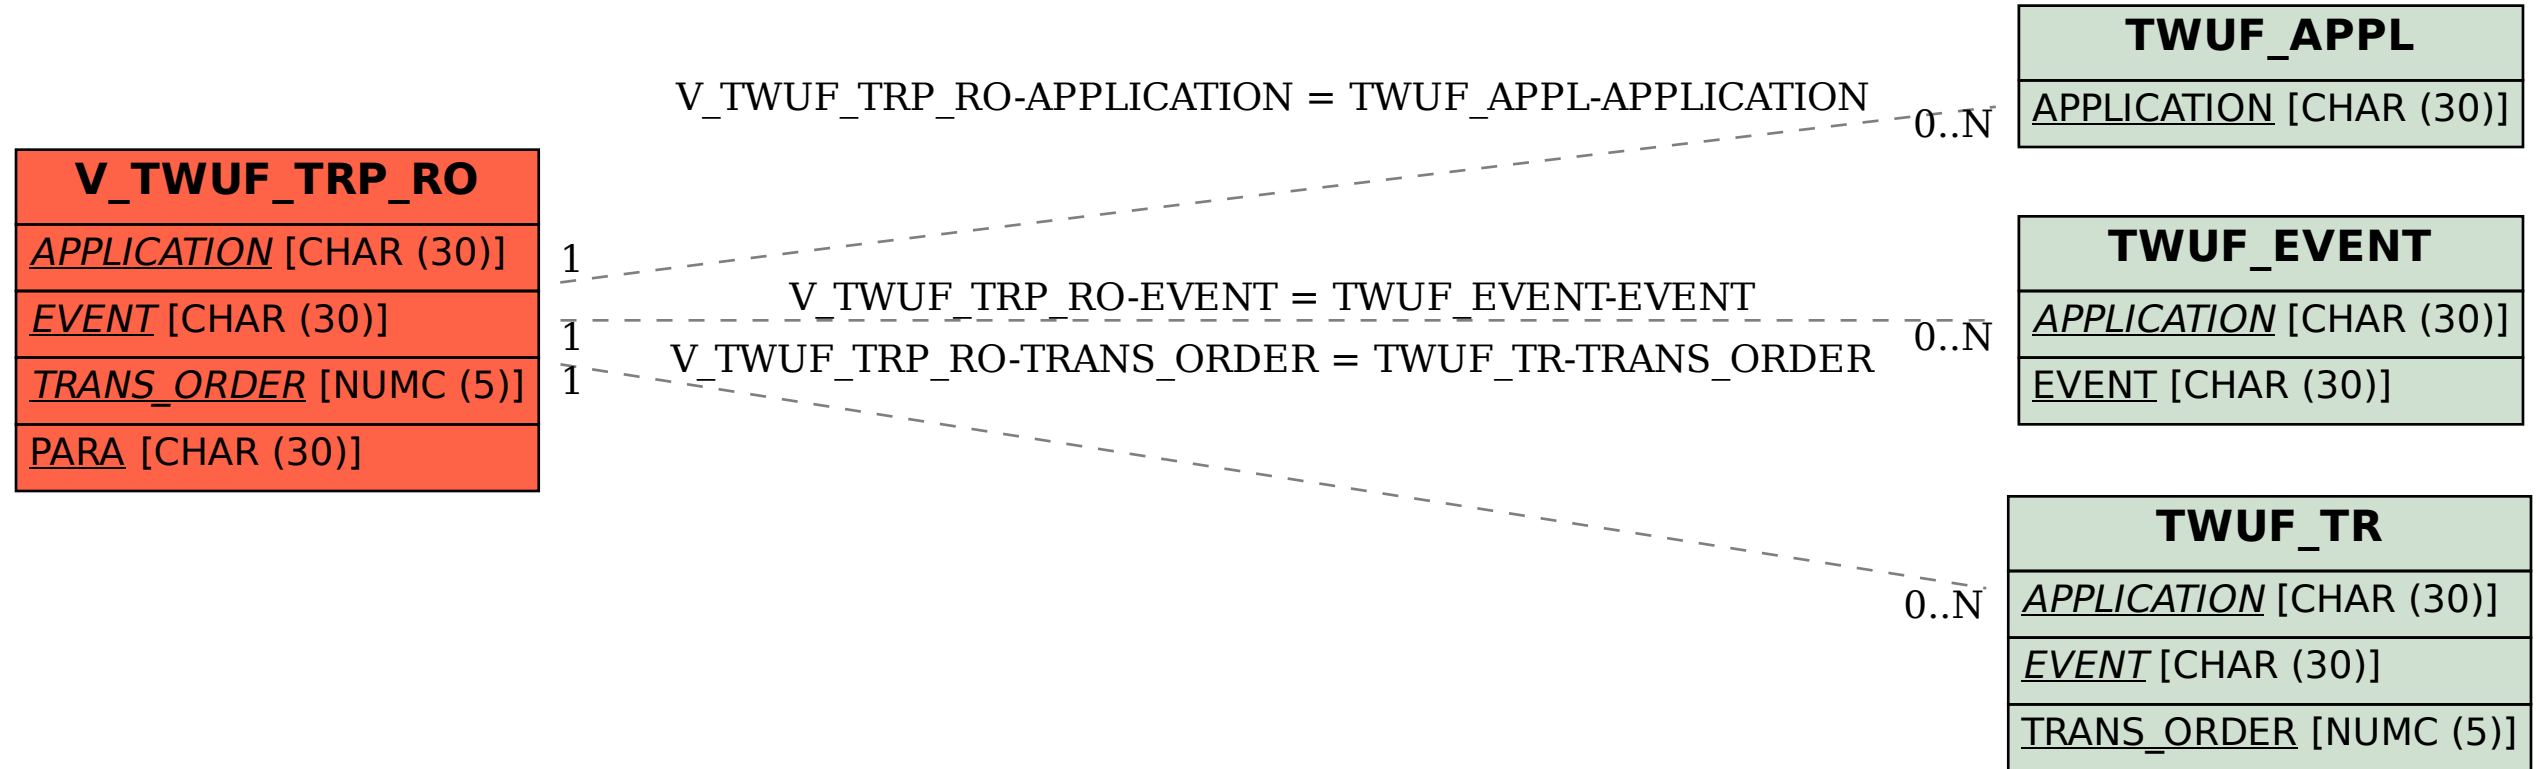 V_TWUF_TRP_RO
APPLICATION [CHAR (30)]
EVENT [CHAR (30)]
TRANS_ORDER [NUMC (5)]
PARA [CHAR (30)]
V_TWUF_TRP_RO-APPLICATION = TWUF_APPL-APPLICATION
1
0..N
V_TWUF_TRP_RO-EVENT = TWUF_EVENT-EVENT
1
0..N
V_TWUF_TRP_RO-TRANS_ORDER = TWUF_TR-TRANS_ORDER
1
0..N
TWUF_APPL
APPLICATION [CHAR (30)]
TWUF_EVENT
APPLICATION [CHAR (30)]
EVENT [CHAR (30)]
TWUF_TR
APPLICATION [CHAR (30)]
EVENT [CHAR (30)]
TRANS_ORDER [NUMC (5)]